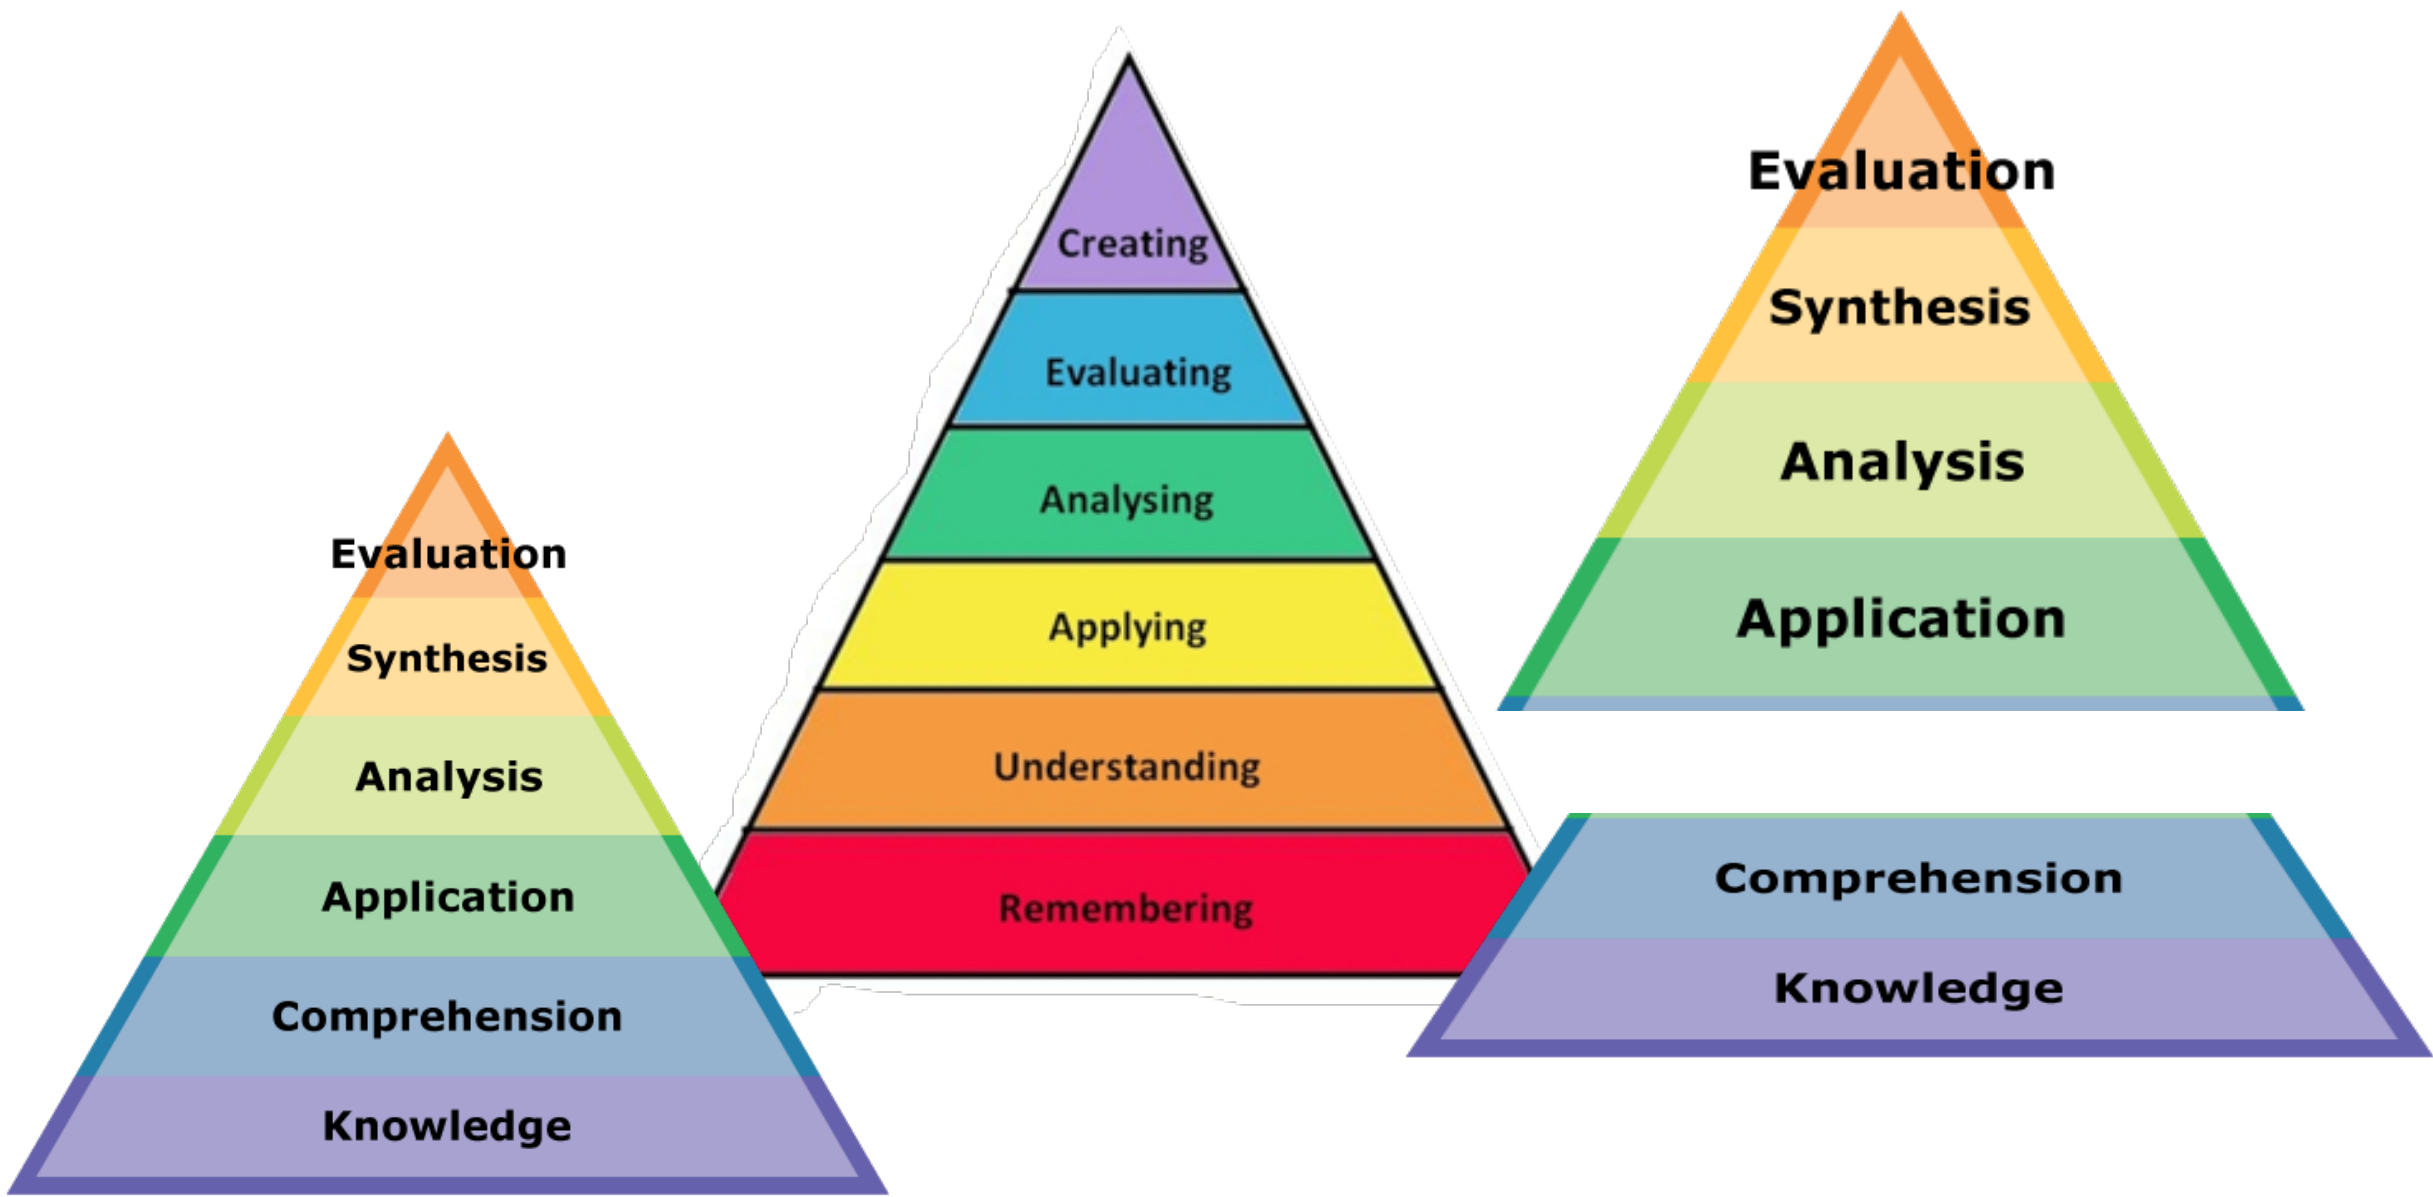 Evaluation
Synthesis
Analysis
Application
Comprehension
Knowledge
Creating
Evaluating
Analysing
Applying
Understanding
Remembering
Evaluation
Synthesis
Analysis
Application
Comprehension
Knowledge